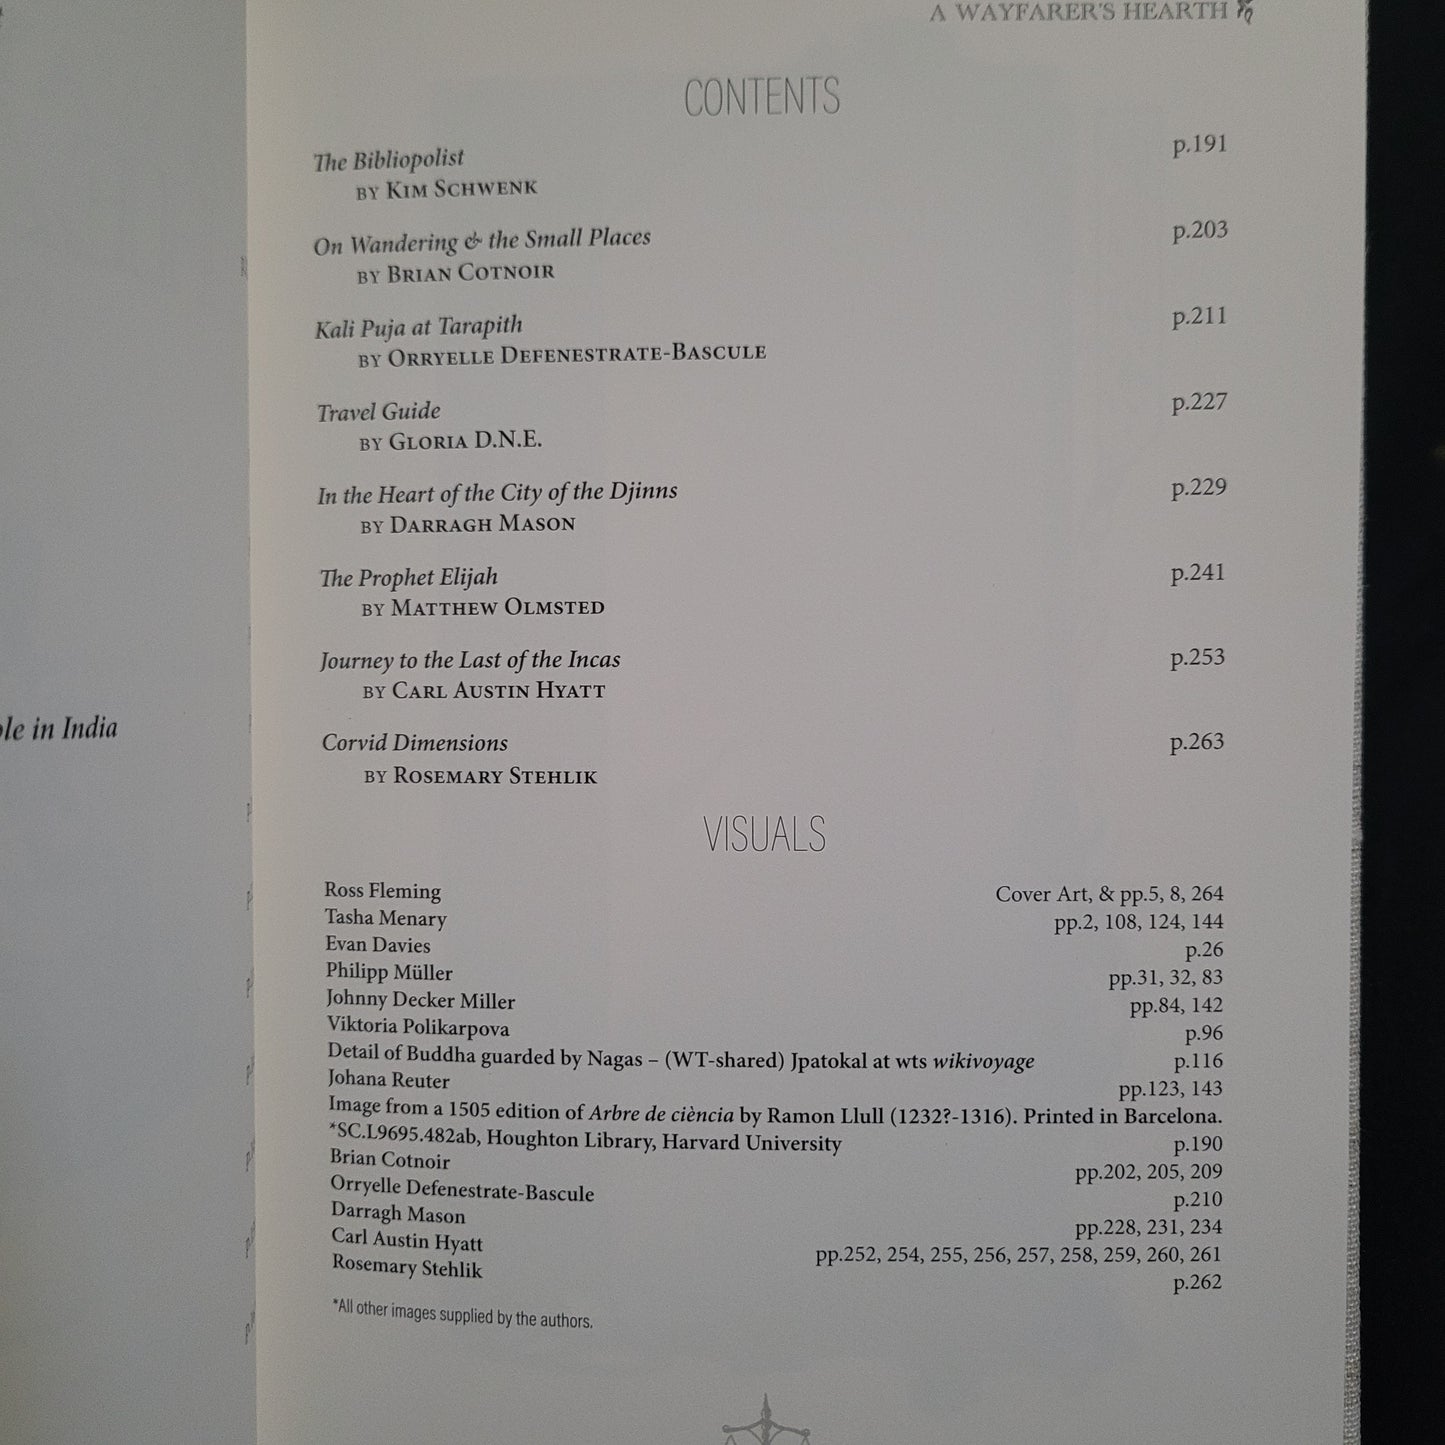 A WAYFARER'S HEARTH
CONTENTS
The Bibliopolist p.191
BY KIM SCHWENK
On Wandering & the Small Places p.203
BY BRIAN COTNOIR
Kali Puja at Tarapith p.211
BY ORRYELLE DEFENESTRATE-BASCULE
Travel Guide p.227
BY GLORIA D.N.E.
In the Heart of the City of the Djinns p.229
BY DARRAGH MASON
The Prophet Elijah p.241
BY MATTHEW OLMSTED
Journey to the Last of the Incas p.253
BY CARL AUSTIN HYATT
Corvid Dimensions p.263
BY ROSEMARY STEHLIK
VISUALS
Ross Fleming Cover Art, & pp.5, 8, 264
Tasha Menary pp.2, 108, 124, 144
Evan Davies p.26
Philipp Müller pp.31, 32, 83
Johnny Decker Miller pp.84, 142
Viktoria Polikarpova p.96
Detail of Buddha guarded by Nagas – (WT-shared) Jpatokal at wts wikivoyage p.116
Johana Reuter pp.123, 143
Image from a 1505 edition of Arbre de ciència by Ramon Llull (1232?-1316). Printed in Barcelona.
*SC.L9695.482ab, Houghton Library, Harvard University p.190
Brian Cotnoir pp.202, 205, 209
Orryelle Defenestrate-Bascule p.210
Darragh Mason pp.228, 231, 234
Carl Austin Hyatt pp.252, 254, 255, 256, 257, 258, 259, 260, 261
Rosemary Stehlik p.262
*All other images supplied by the authors.
in India